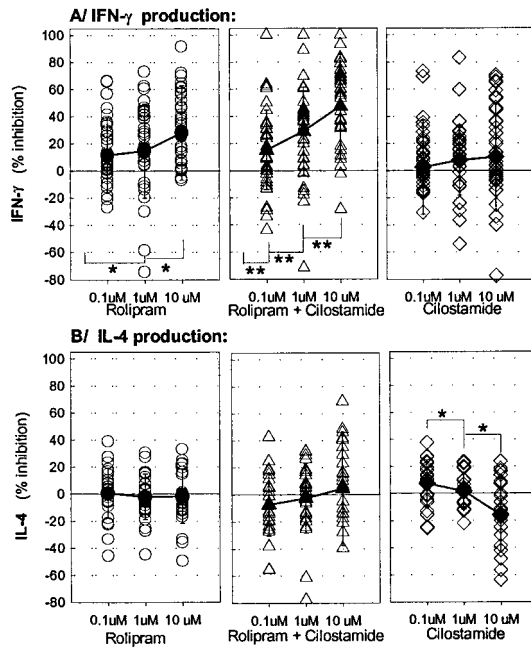 A/ IFN-γ production:
IFN-γ (% inhibition)
100
80
60
40
20
0
-20
-40
-60
-80
* *
** ** **
0.1uM 1uM 10 uM
Rolipram
0.1uM 1uM 10 uM
Rolipram + Cilostamide
0.1uM 1uM 10 uM
Cilostamide
B/ IL-4 production:
IL-4 (% inhibition)
100
80
60
40
20
0
-20
-40
-60
-80
* *
0.1uM 1uM 10 uM
Rolipram
0.1uM 1uM 10 uM
Rolipram + Cilostamide
0.1uM 1uM 10 uM
Cilostamide